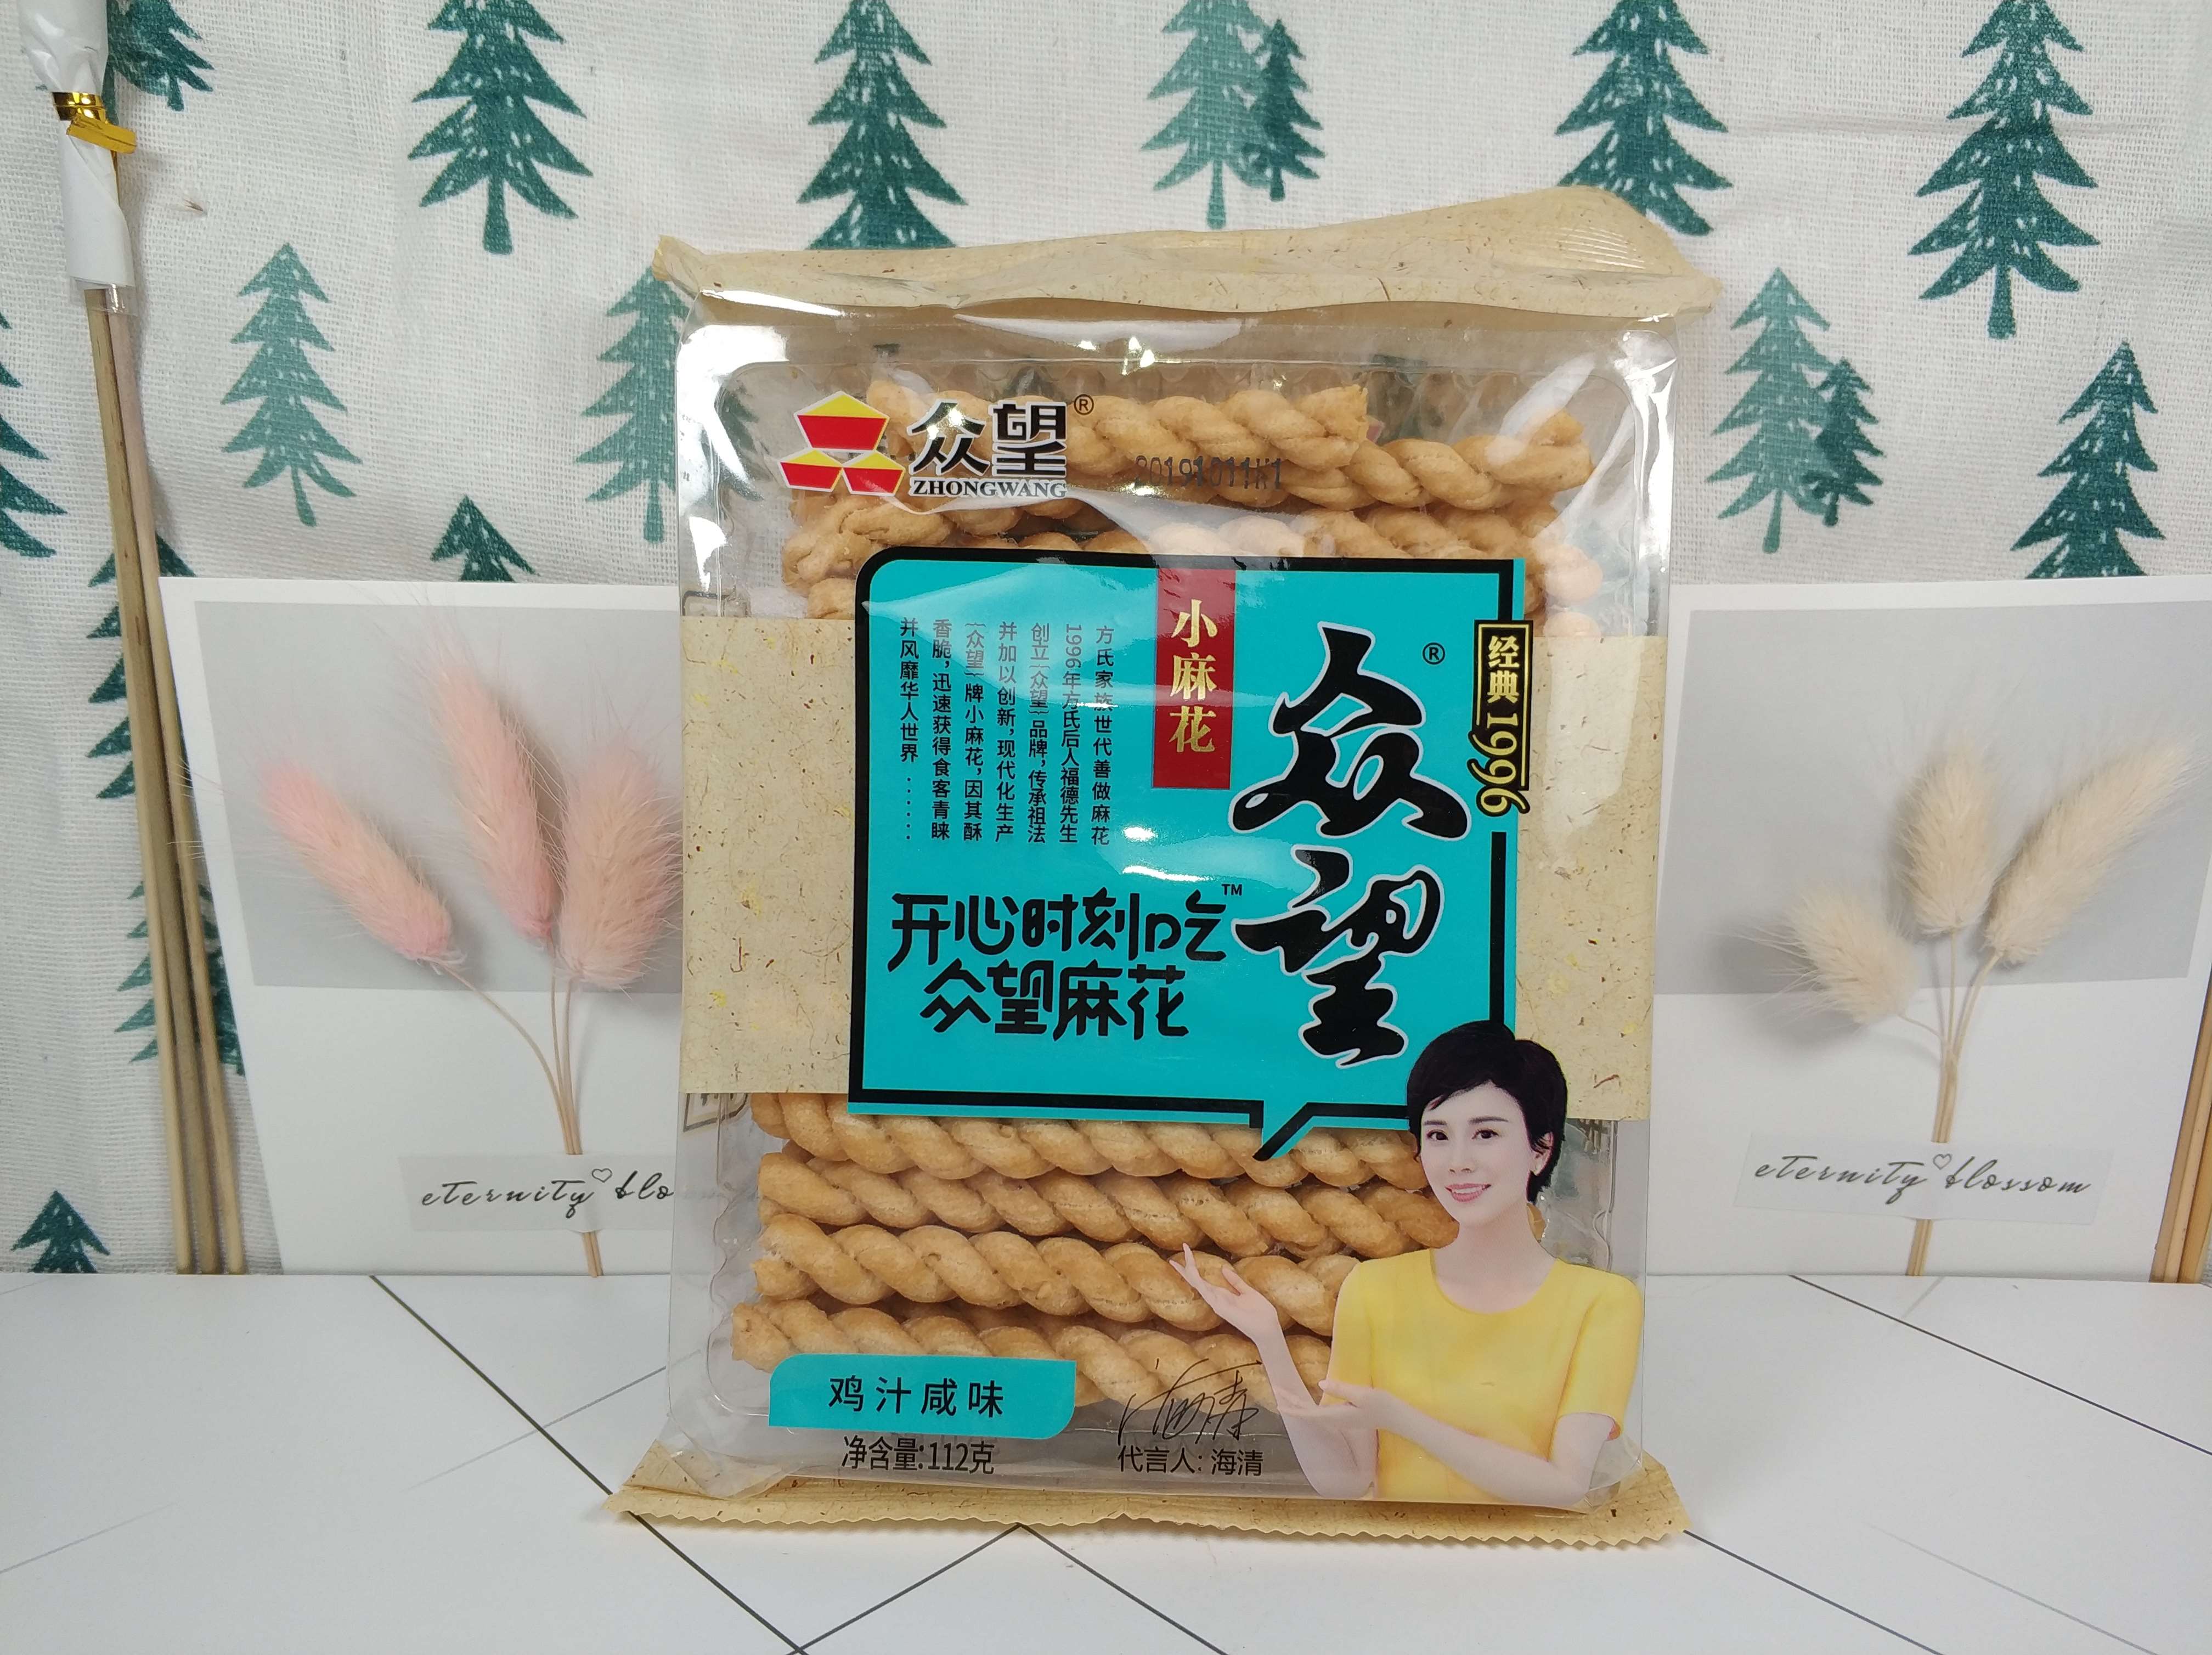 众望®
ZHONGWANG
20191011K1
经典1996
众望®
小麻花
方氏家族世代善做麻花
1996年方氏后人福德先生
创立“众望”品牌，传承祖法
并加以创新，现代化生产
“众望”牌小麻花，因其酥
香脆，迅速获得食客青睐
并风靡华人世界……
开心时刻吃™
众望麻花
鸡汁咸味
净含量:112克
海清
代言人: 海清
eternity blo
eternity blossom